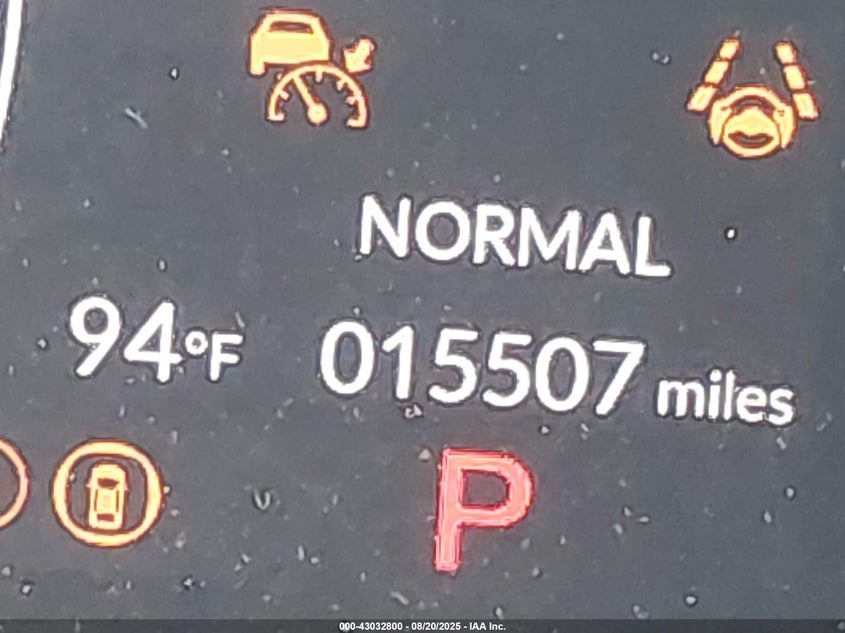 NORMAL
94°F 015507 miles
P
000-43032800 - 08/20/2025 - IAA Inc.